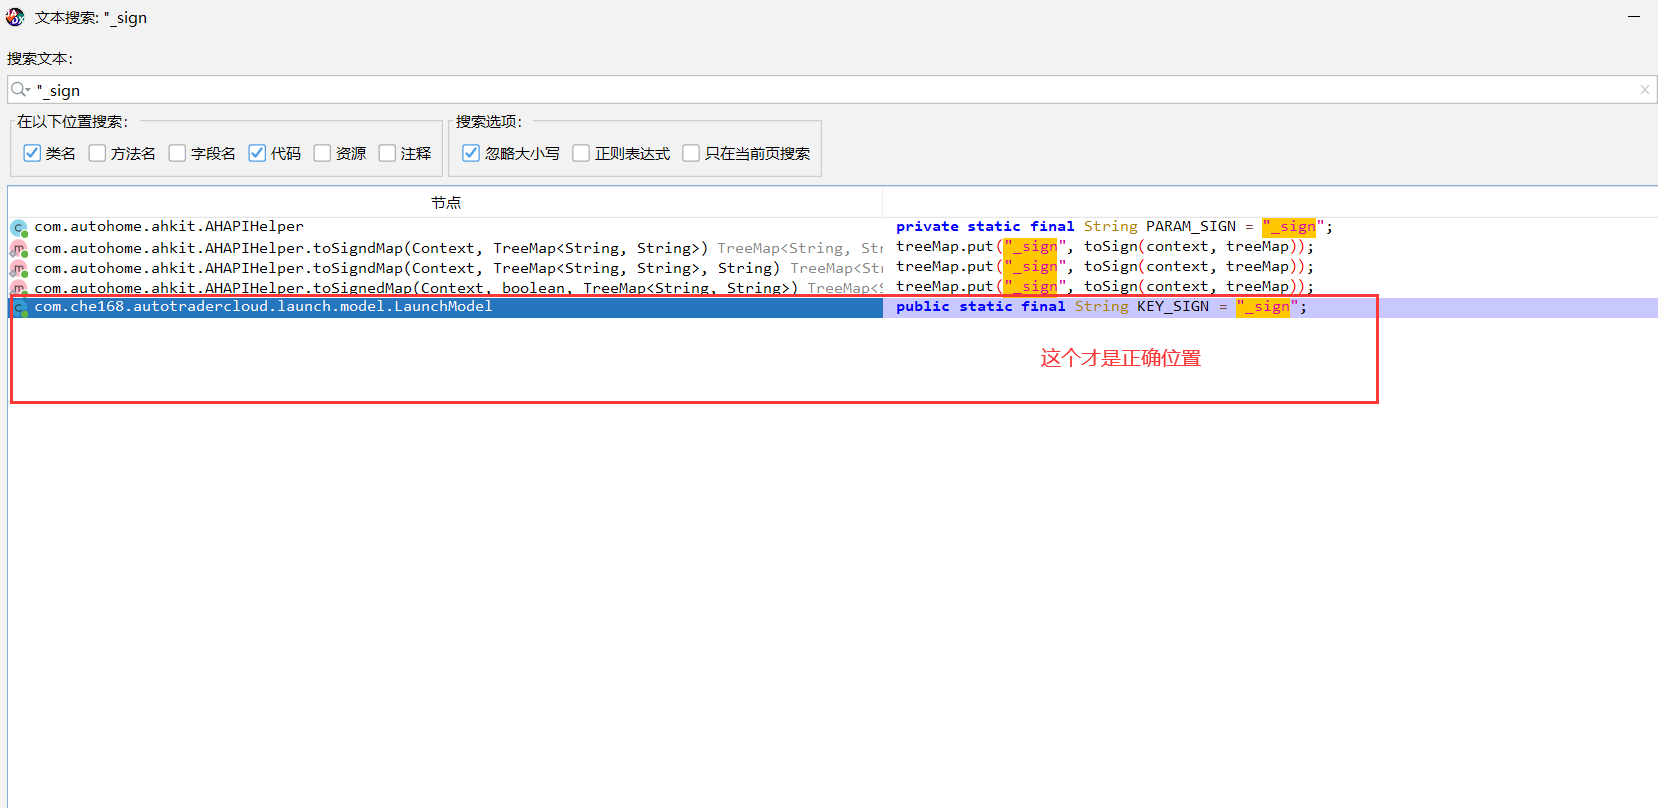 文本搜索: "_sign
搜索文本:
"_sign
在以下位置搜索:
搜索选项:
类名 方法名 字段名 代码 资源 注释
忽略大小写 正则表达式 只在当前页搜索
节点
com.autohome.ahkit.AHAPIHelper private static final String PARAM_SIGN = "_sign";
com.autohome.ahkit.AHAPIHelper.toSigndMap(Context, TreeMap<String, String>) TreeMap<String, Str treeMap.put("_sign", toSign(context, treeMap));
com.autohome.ahkit.AHAPIHelper.toSigndMap(Context, TreeMap<String, String>, String) TreeMap<Str treeMap.put("_sign", toSign(context, treeMap));
com.autohome.ahkit.AHAPIHelper.toSignedMap(Context, boolean, TreeMap<String, String>) TreeMap<S treeMap.put("_sign", toSign(context, treeMap));
com.che168.autotradercloud.launch.model.LaunchModel public static final String KEY_SIGN = "_sign";
这个才是正确位置